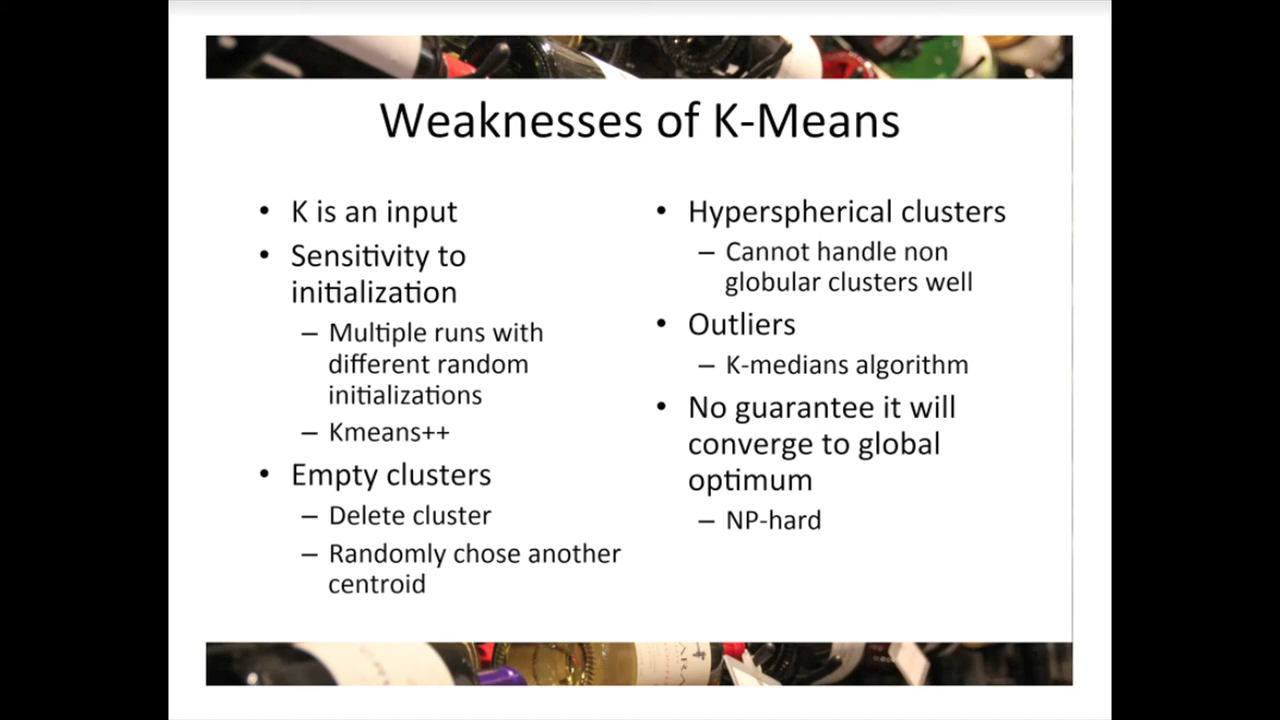 Weaknesses of K-Means
• K is an input
• Sensitivity to
initialization
– Multiple runs with
different random
initializations
– Kmeans++
• Empty clusters
– Delete cluster
– Randomly chose another
centroid
• Hyperspherical clusters
– Cannot handle non
globular clusters well
• Outliers
– K-medians algorithm
• No guarantee it will
converge to global
optimum
– NP-hard